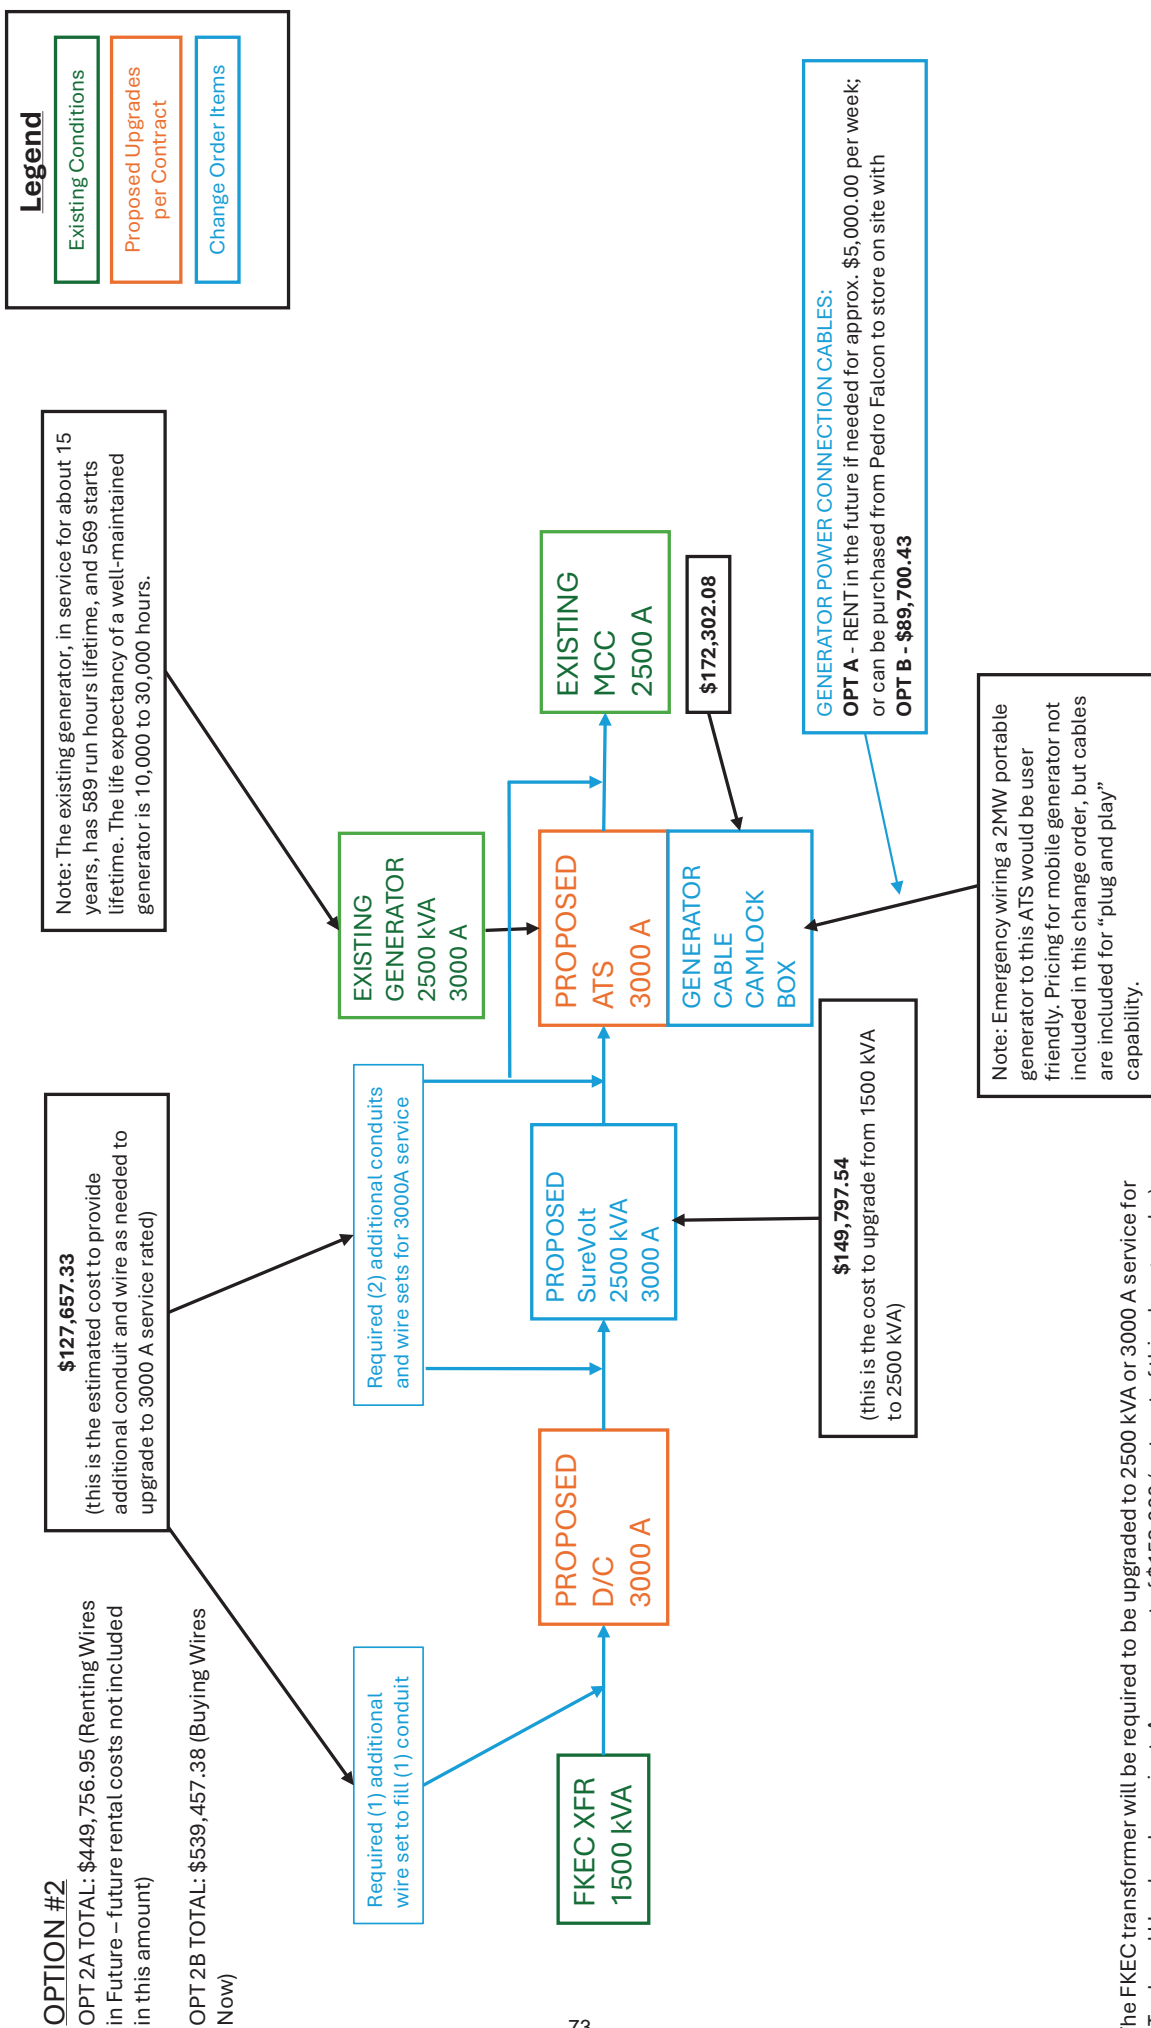 OPTION #2
OPT 2A TOTAL: $449,756.95 (Renting Wires
in Future – future rental costs not included
in this amount)
OPT 2B TOTAL: $539,457.38 (Buying Wires
Now)
$127,657.33
(this is the estimated cost to provide
additional conduit and wire as needed to
upgrade to 3000 A service rated)
Note: The existing generator, in service for about 15
years, has 589 run hours lifetime, and 569 starts
lifetime. The life expectancy of a well-maintained
generator is 10,000 to 30,000 hours.
Legend
Existing Conditions
Proposed Upgrades
per Contract
Change Order Items
Required (1) additional
wire set to fill (1) conduit
Required (2) additional conduits
and wire sets for 3000A service
EXISTING
GENERATOR
2500 kVA
3000 A
FKEC XFR
1500 kVA
PROPOSED
D/C
3000 A
PROPOSED
SureVolt
2500 kVA
3000 A
PROPOSED
ATS
3000 A
EXISTING
MCC
2500 A
GENERATOR
CABLE
CAMLOCK
BOX
$172,302.08
$149,797.54
(this is the cost to upgrade from 1500 kVA
to 2500 kVA)
GENERATOR POWER CONNECTION CABLES:
OPT A - RENT in the future if needed for approx. $5,000.00 per week;
or can be purchased from Pedro Falcon to store on site with
OPT B - $89,700.43
Note: Emergency wiring a 2MW portable
generator to this ATS would be user
friendly. Pricing for mobile generator not
included in this change order, but cables
are included for “plug and play”
capability.
FKEC transformer will be required to be upgraded to 2500 kVA or 3000 A service for
73